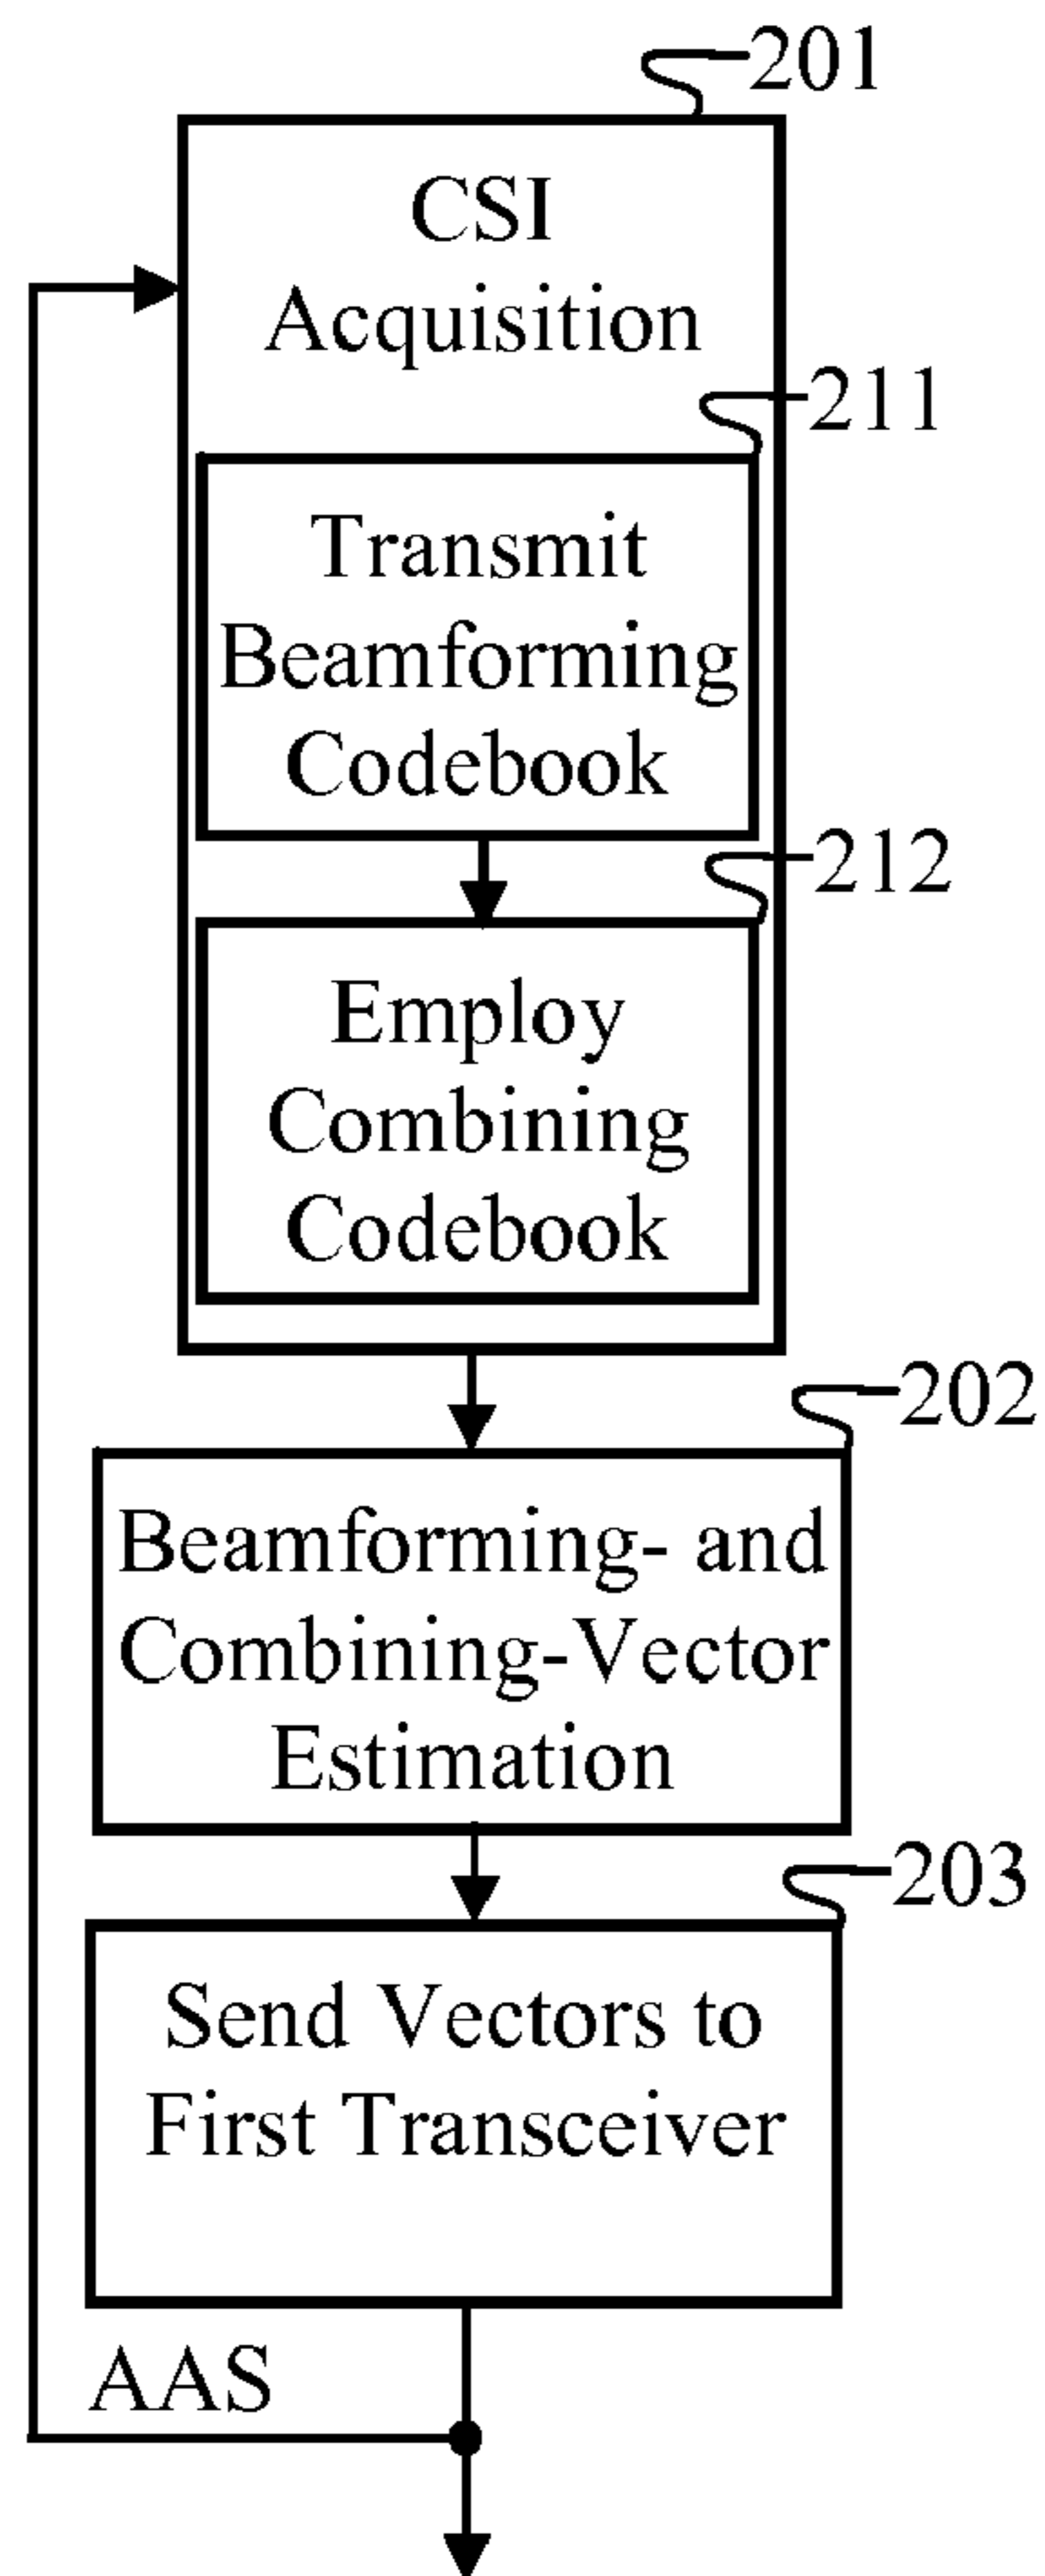 201
CSI
Acquisition
211
Transmit
Beamforming
Codebook
212
Employ
Combining
Codebook
202
Beamforming- and
Combining-Vector
Estimation
203
Send Vectors to
First Transceiver
AAS